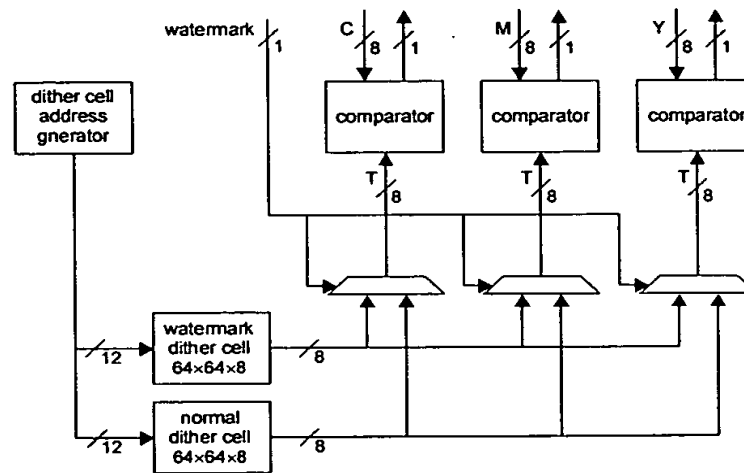 watermark 1 C 8 1 M 8 1 Y 8 1
dither cell
address
gnerator
comparator comparator comparator
T 8 T 8 T 8
12 watermark
dither cell
64×64×8 8
12 normal
dither cell
64×64×8 8